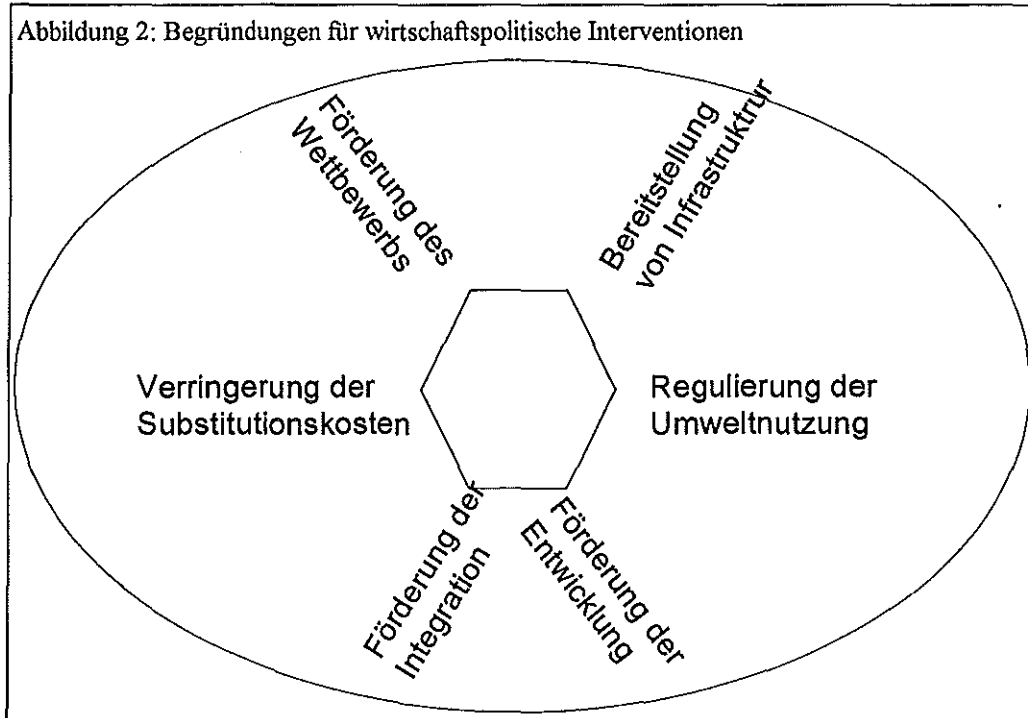 Abbildung 2: Begründungen für wirtschaftspolitische Interventionen
Förderung des
Wettbewerbs
Bereitstellung
von Infrastruktrur
Verringerung der
Substitutionskosten
Regulierung der
Umweltnutzung
Förderung der
Integration
Förderung der
Entwicklung